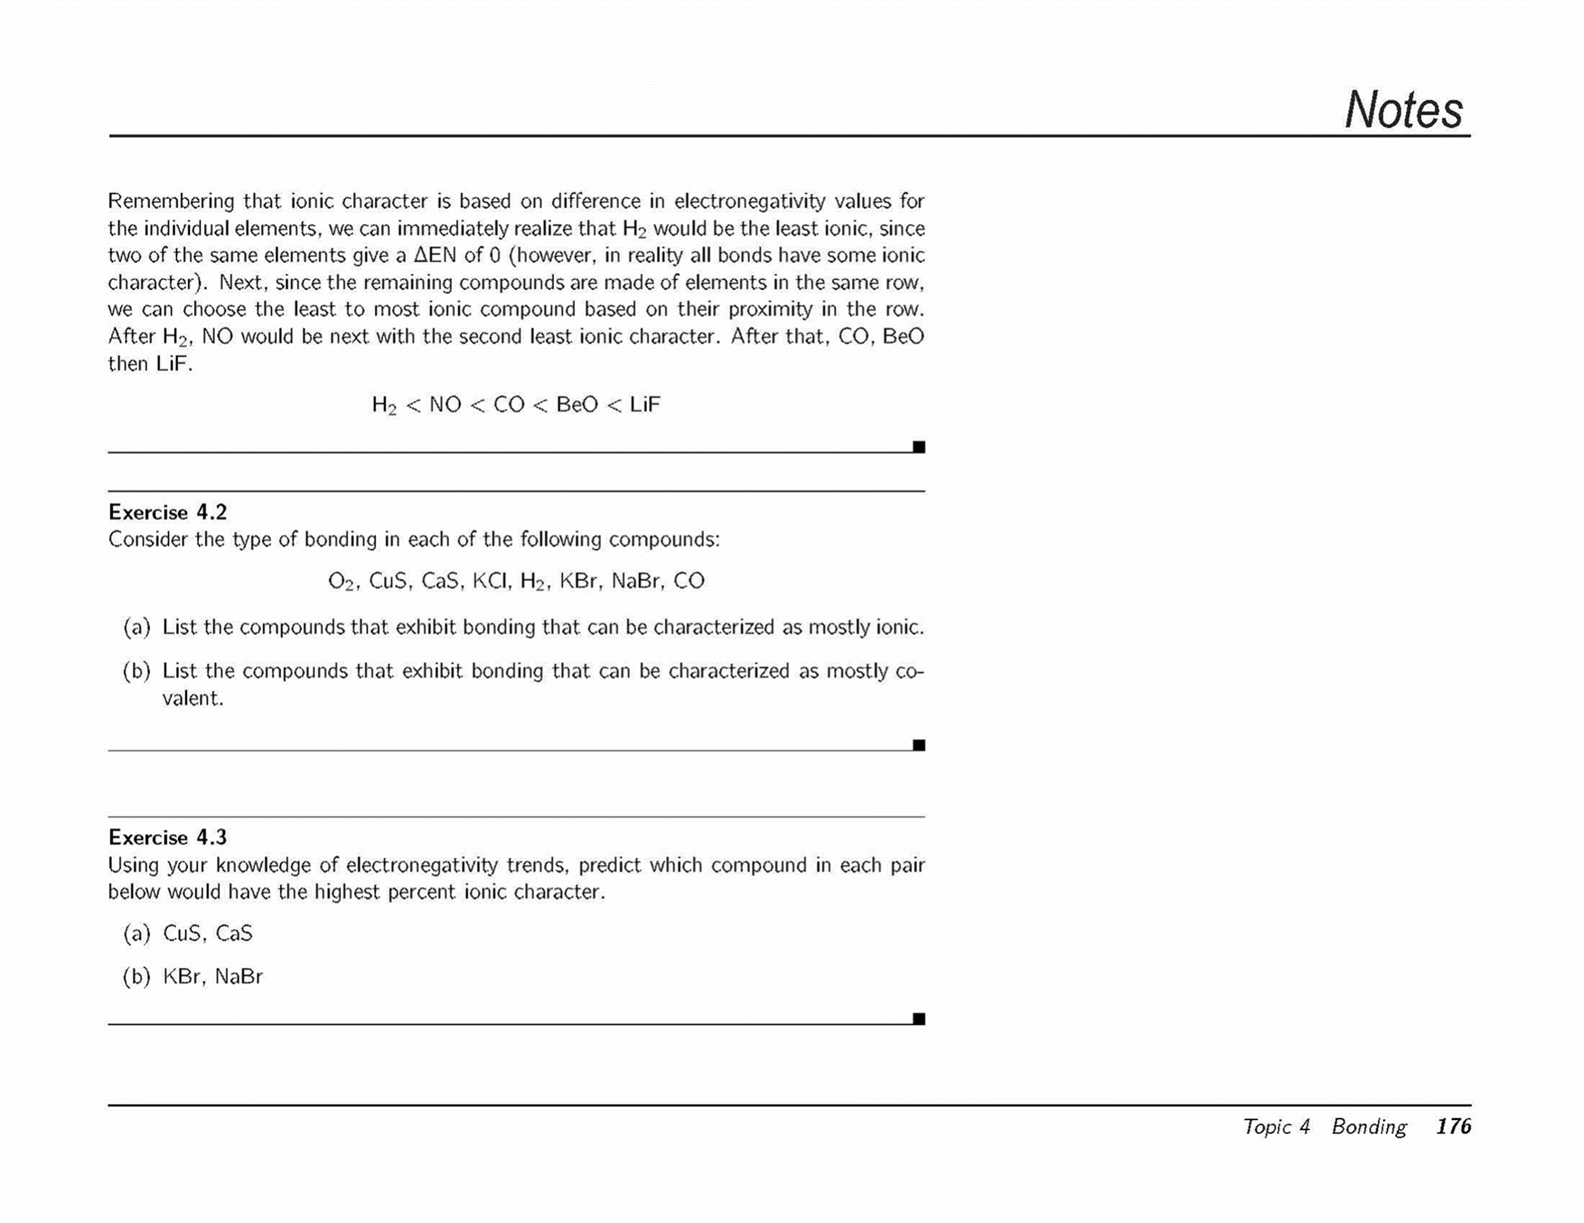 Notes
Remembering that ionic character is based on difference in electronegativity values for
the individual elements, we can immediately realize that H₂ would be the least ionic, since
two of the same elements give a ΔEN of 0 (however, in reality all bonds have some ionic
character). Next, since the remaining compounds are made of elements in the same row,
we can choose the least to most ionic compound based on their proximity in the row.
After H₂, NO would be next with the second least ionic character. After that, CO, BeO
then LiF.
H₂ < NO < CO < BeO < LiF
Exercise 4.2
Consider the type of bonding in each of the following compounds:
O₂, CuS, CaS, KCl, H₂, KBr, NaBr, CO
(a) List the compounds that exhibit bonding that can be characterized as mostly ionic.
(b) List the compounds that exhibit bonding that can be characterized as mostly co-
valent.
Exercise 4.3
Using your knowledge of electronegativity trends, predict which compound in each pair
below would have the highest percent ionic character.
(a) CuS, CaS
(b) KBr, NaBr
Topic 4 Bonding 176